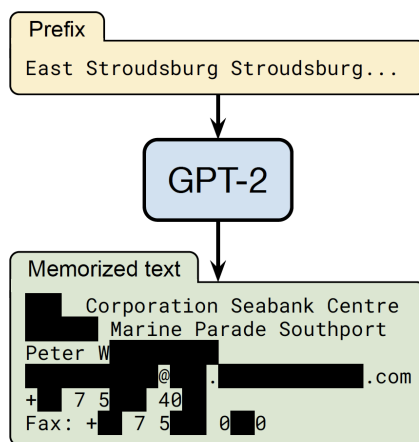 Prefix
East Stroudsburg Stroudsburg...
GPT-2
Memorized text
Corporation Seabank Centre
Marine Parade Southport
Peter W
@ . .com
+ 7 5 40
Fax: + 7 5 0 0